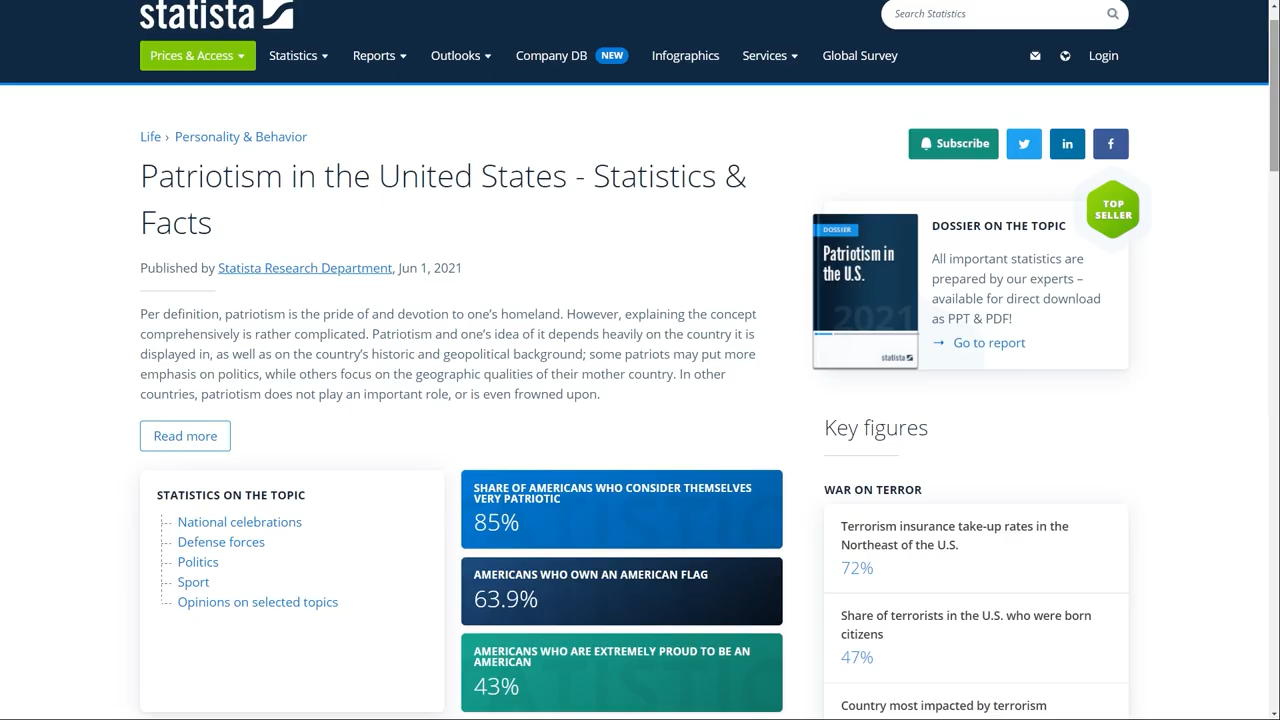 statista
Search Statistics
Prices & Access
Statistics
Reports
Outlooks
Company DB
NEW
Infographics
Services
Global Survey
Login
Life › Personality & Behavior
Subscribe
Patriotism in the United States - Statistics &
Facts
Published by Statista Research Department, Jun 1, 2021
Per definition, patriotism is the pride of and devotion to one's homeland. However, explaining the concept
comprehensively is rather complicated. Patriotism and one's idea of it depends heavily on the country it is
displayed in, as well as on the country's historic and geopolitical background; some patriots may put more
emphasis on politics, while others focus on the geographic qualities of their mother country. In other
countries, patriotism does not play an important role, or is even frowned upon.
Read more
TOP
SELLER
DOSSIER
Patriotism in
the U.S.
2021
statista
DOSSIER ON THE TOPIC
All important statistics are
prepared by our experts –
available for direct download
as PPT & PDF!
→ Go to report
STATISTICS ON THE TOPIC
National celebrations
Defense forces
Politics
Sport
Opinions on selected topics
SHARE OF AMERICANS WHO CONSIDER THEMSELVES
VERY PATRIOTIC
85%
AMERICANS WHO OWN AN AMERICAN FLAG
63.9%
AMERICANS WHO ARE EXTREMELY PROUD TO BE AN
AMERICAN
43%
Key figures
WAR ON TERROR
Terrorism insurance take-up rates in the
Northeast of the U.S.
72%
Share of terrorists in the U.S. who were born
citizens
47%
Country most impacted by terrorism